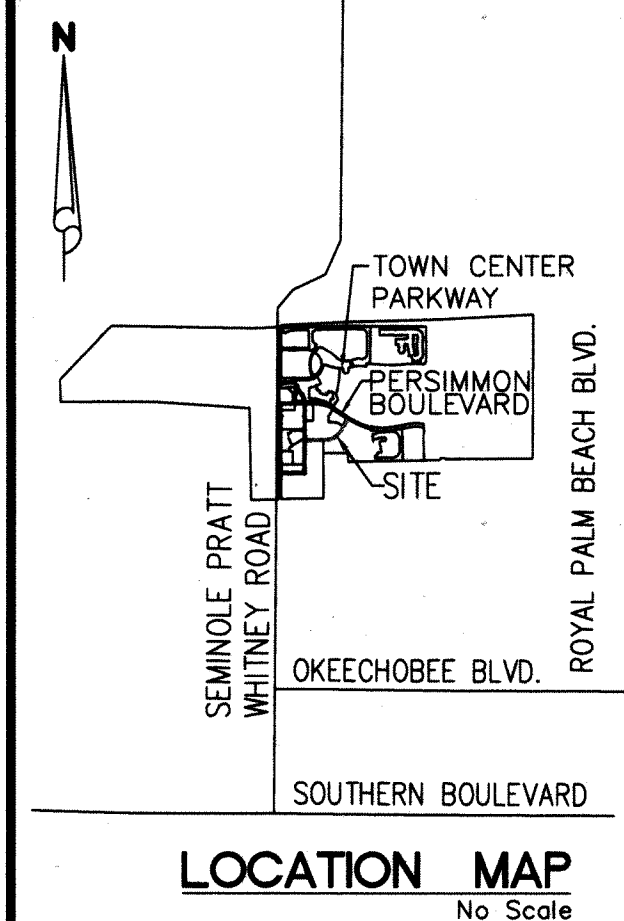 N
TOWN CENTER
PARKWAY
PERSIMMON
BOULEVARD
SITE
ROYAL PALM BEACH BLVD.
SEMINOLE PRATT
WHITNEY ROAD
OKEECHOBEE BLVD.
SOUTHERN BOULEVARD
LOCATION MAP
No Scale